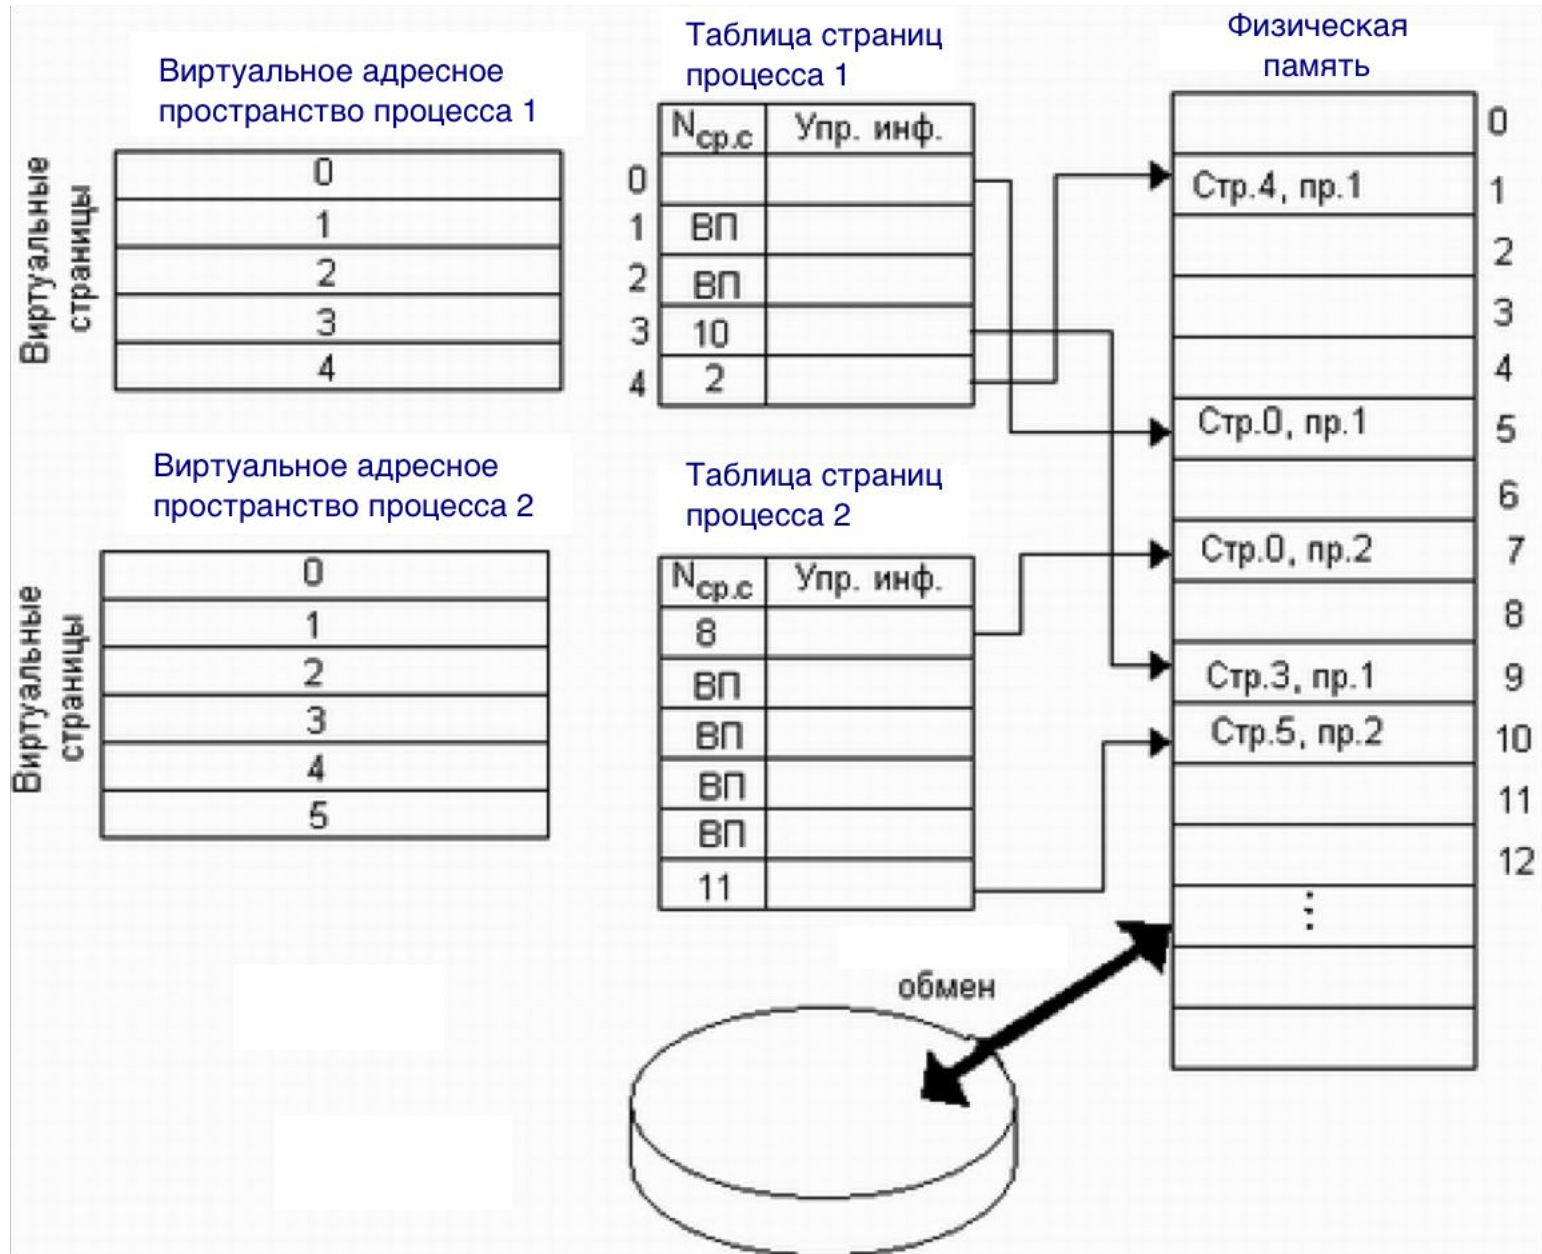 Виртуальное адресное
пространство процесса 1
Виртуальные
страницы
0
1
2
3
4
Таблица страниц
процесса 1
Nср.с Упр. инф.
0
1 ВП
2 ВП
3 10
4 2
Физическая
память
0
Стр.4, пр.1 1
2
3
4
Стр.0, пр.1 5
6
Стр.0, пр.2 7
8
Стр.3, пр.1 9
Стр.5, пр.2 10
11
12
⋮
Виртуальное адресное
пространство процесса 2
Виртуальные
страницы
0
1
2
3
4
5
Таблица страниц
процесса 2
Nср.с Упр. инф.
8
ВП
ВП
ВП
ВП
11
обмен